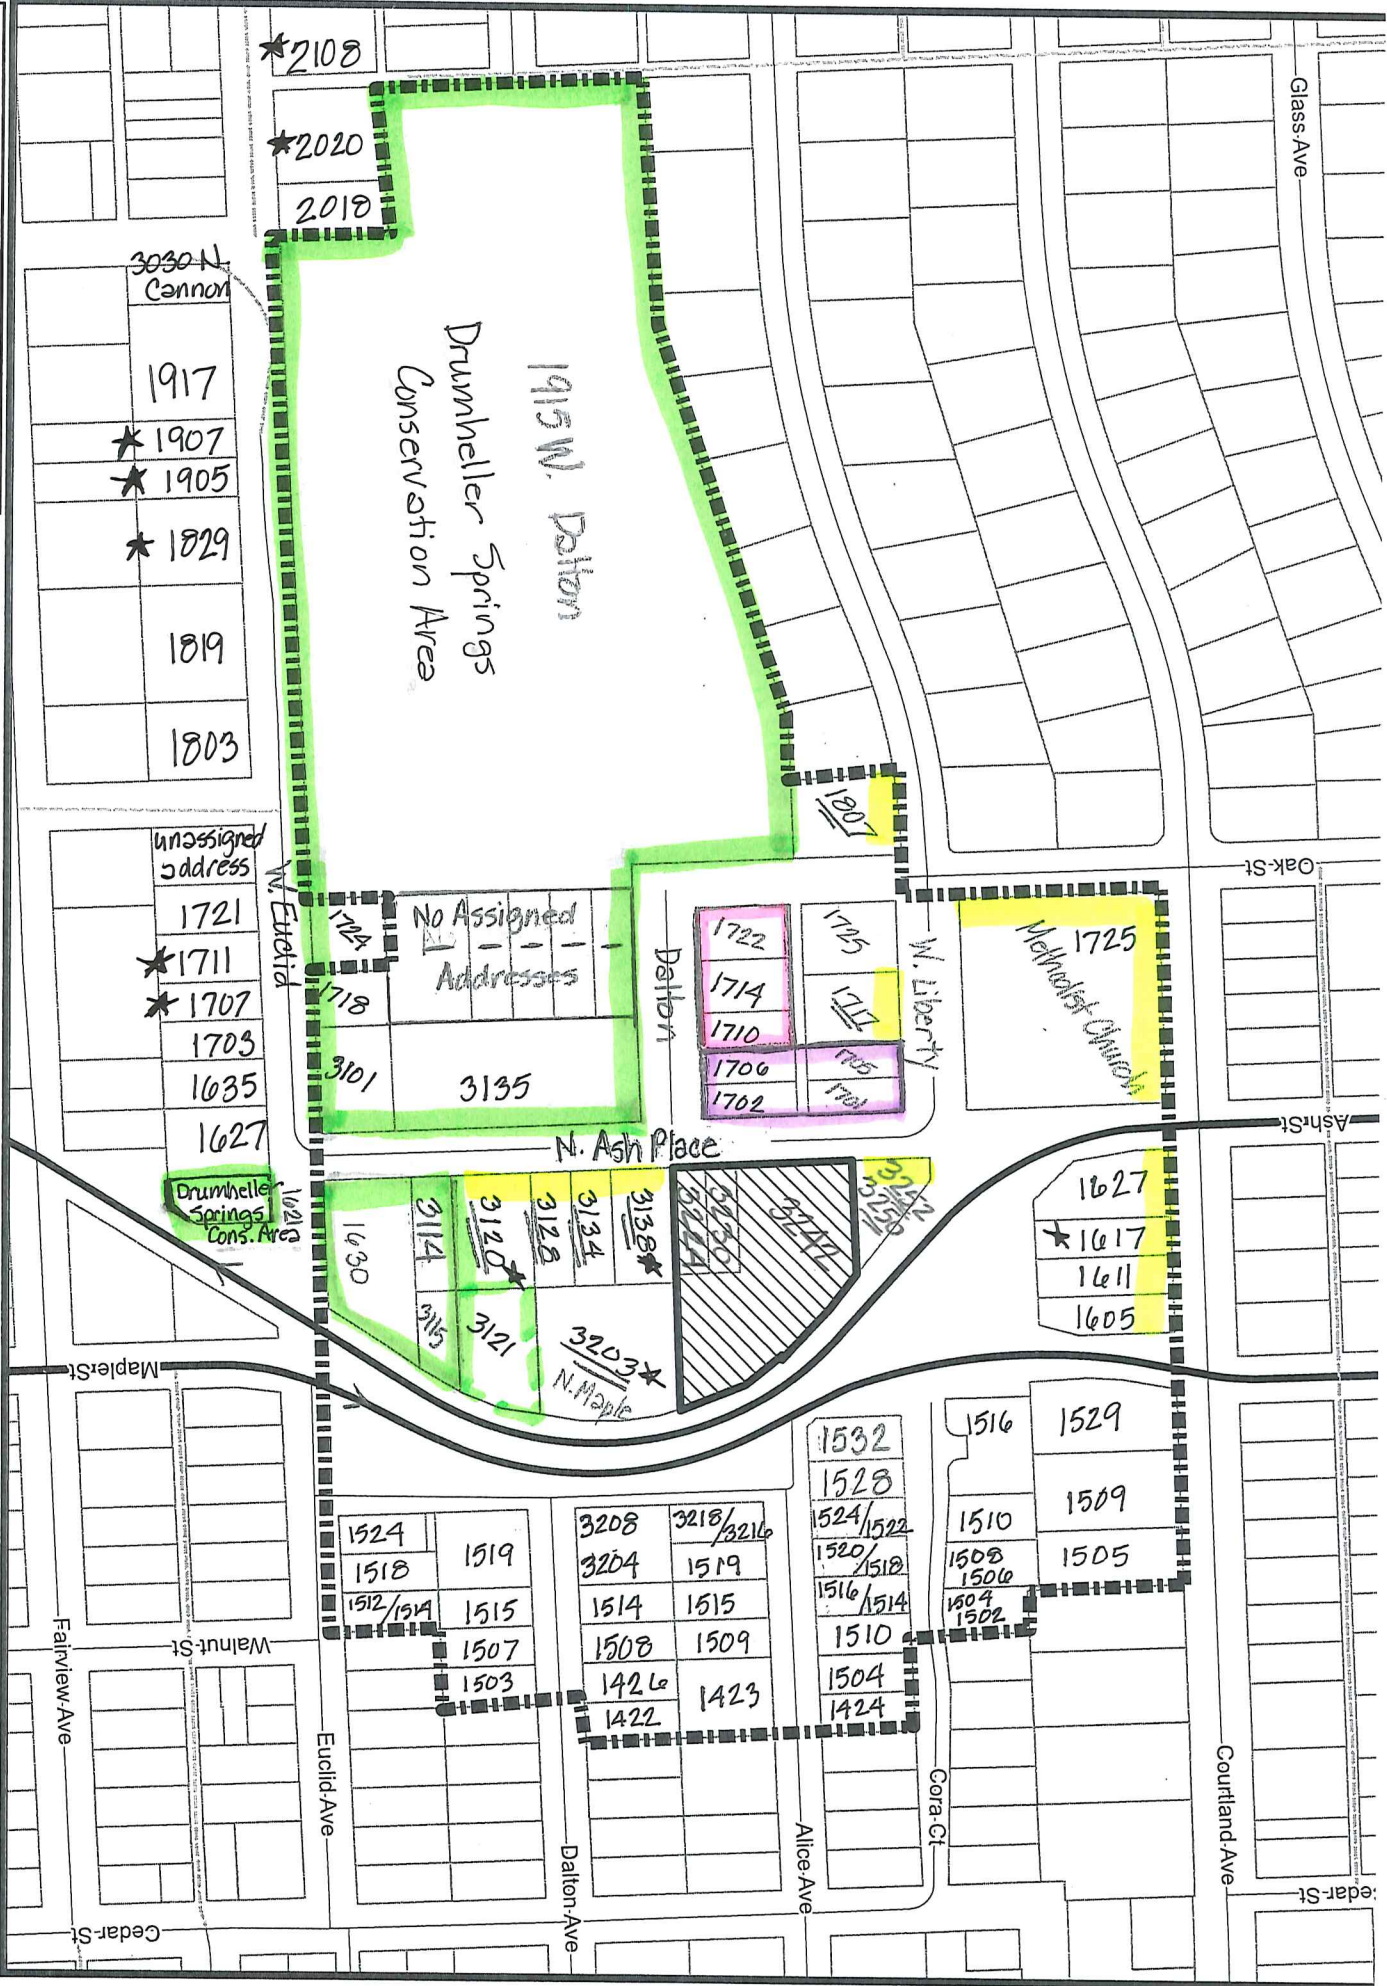 ★2108
★2020
2018
3030 N
Cannon
1917
★ 1907
★ 1905
★ 1829
1819
1803
unassigned
address
1721
★1711
★1707
1703
1635
1627
Drumheller
Springs
Cons. Area
1621
W. Euclid
1915 W. Dalton
Drumheller Springs
Conservation Area
1724
1718
3101
No Assigned
Addresses
3135
Dalton
N. Ash Place
1807
1722
1714
1710
1706
1702
1725
1717
1705
1701
W. Liberty
1725
Methodist Church
Glass Ave
Oak St
Ash St
1630
3114
3115
3120★
3121
3128
3134
3138★
3203★
N. Maple
3224
3230
3242
3242
3250
1627
★1617
1611
1605
Maple St
1524
1518
1512/1514
1519
1515
1507
1503
3208
3204
1514
1508
1426
1422
3218/3216
1519
1515
1509
1423
1532
1528
1524/1522
1520/1518
1516/1514
1510
1504
1424
1516
1510
1508
1506
1504
1502
1529
1509
1505
Walnut St
Fairview Ave
Euclid Ave
Dalton Ave
Alice Ave
Cora Ct
Courtland Ave
Cedar St
Cedar St